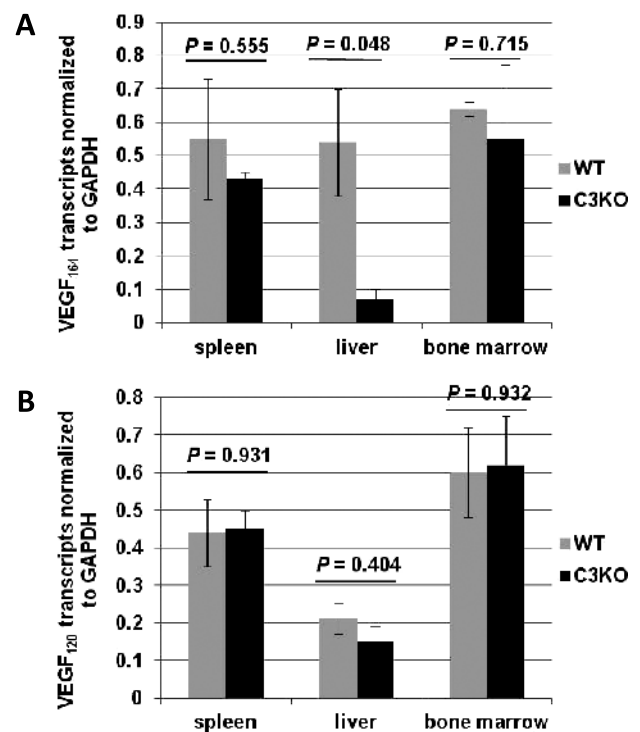 A
VEGF164 transcripts normalized
to GAPDH
0.9
0.8
0.7
0.6
0.5
0.4
0.3
0.2
0.1
0
P = 0.555
P = 0.048
P = 0.715
WT
C3KO
spleen
liver
bone marrow
B
VEGF120 transcripts normalized
to GAPDH
0.8
0.7
0.6
0.5
0.4
0.3
0.2
0.1
0
P = 0.931
P = 0.404
P = 0.932
WT
C3KO
spleen
liver
bone marrow